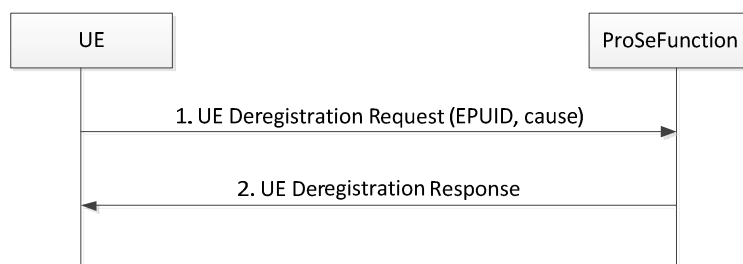 UE
ProSeFunction
1. UE Deregistration Request (EPUID, cause)
2. UE Deregistration Response